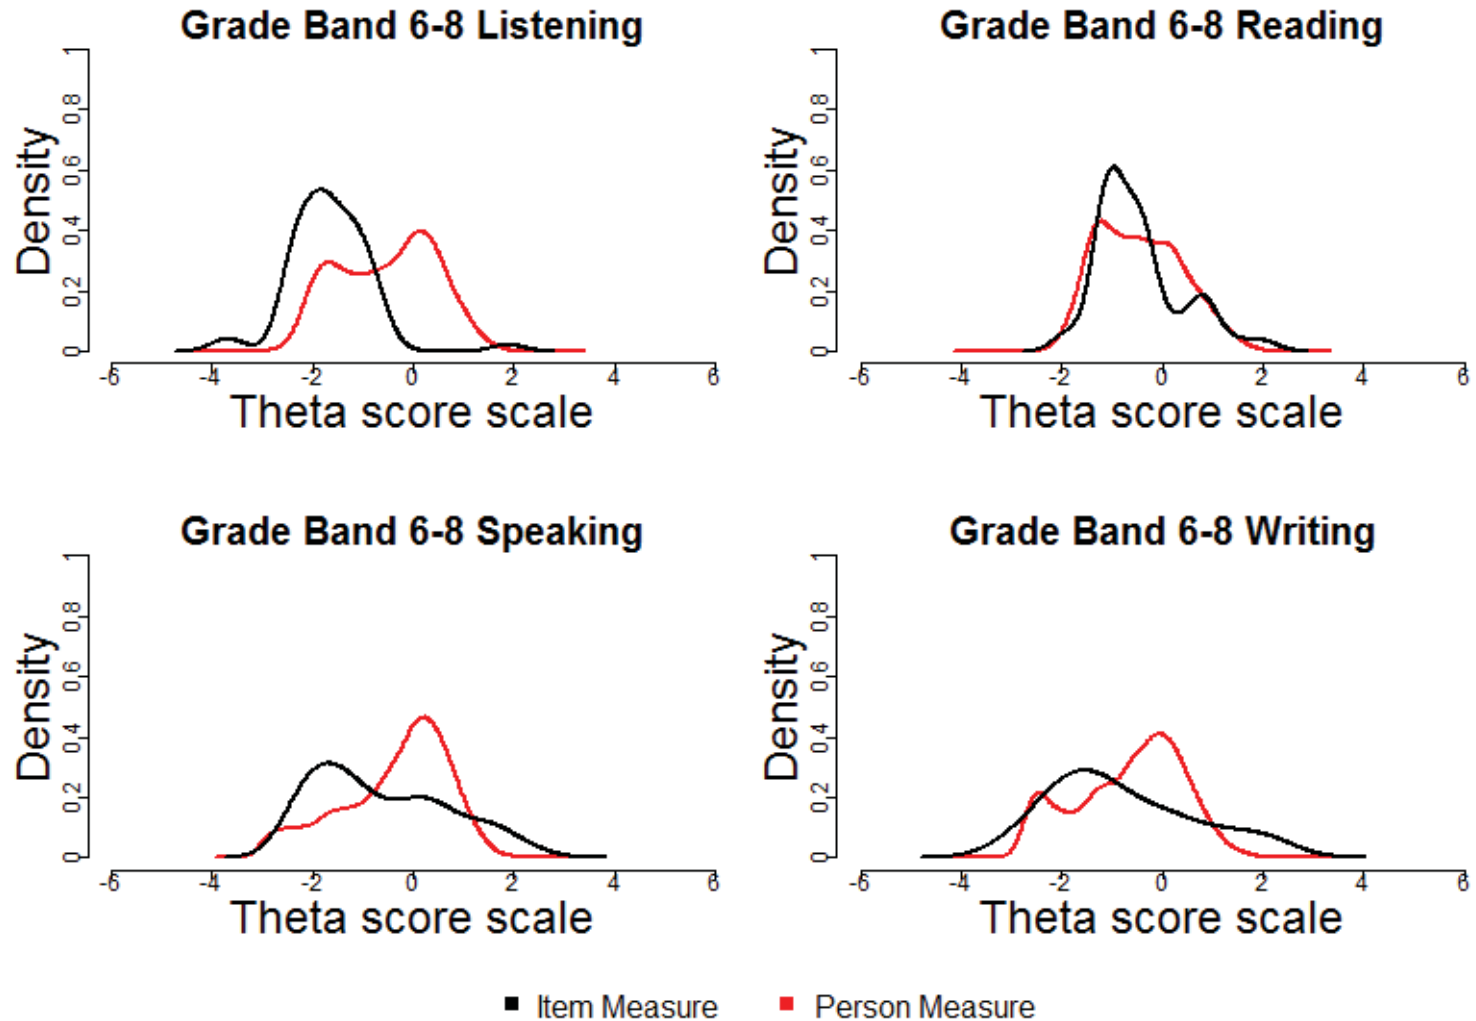 Grade Band 6-8 Listening
Density
0 0.2 0.4 0.6 0.8 1
-6 -4 -2 0 2 4 6
Theta score scale
Grade Band 6-8 Reading
Density
0 0.2 0.4 0.6 0.8 1
-6 -4 -2 0 2 4 6
Theta score scale
Grade Band 6-8 Speaking
Density
0 0.2 0.4 0.6 0.8 1
-6 -4 -2 0 2 4 6
Theta score scale
Grade Band 6-8 Writing
Density
0 0.2 0.4 0.6 0.8 1
-6 -4 -2 0 2 4 6
Theta score scale
Item Measure
Person Measure